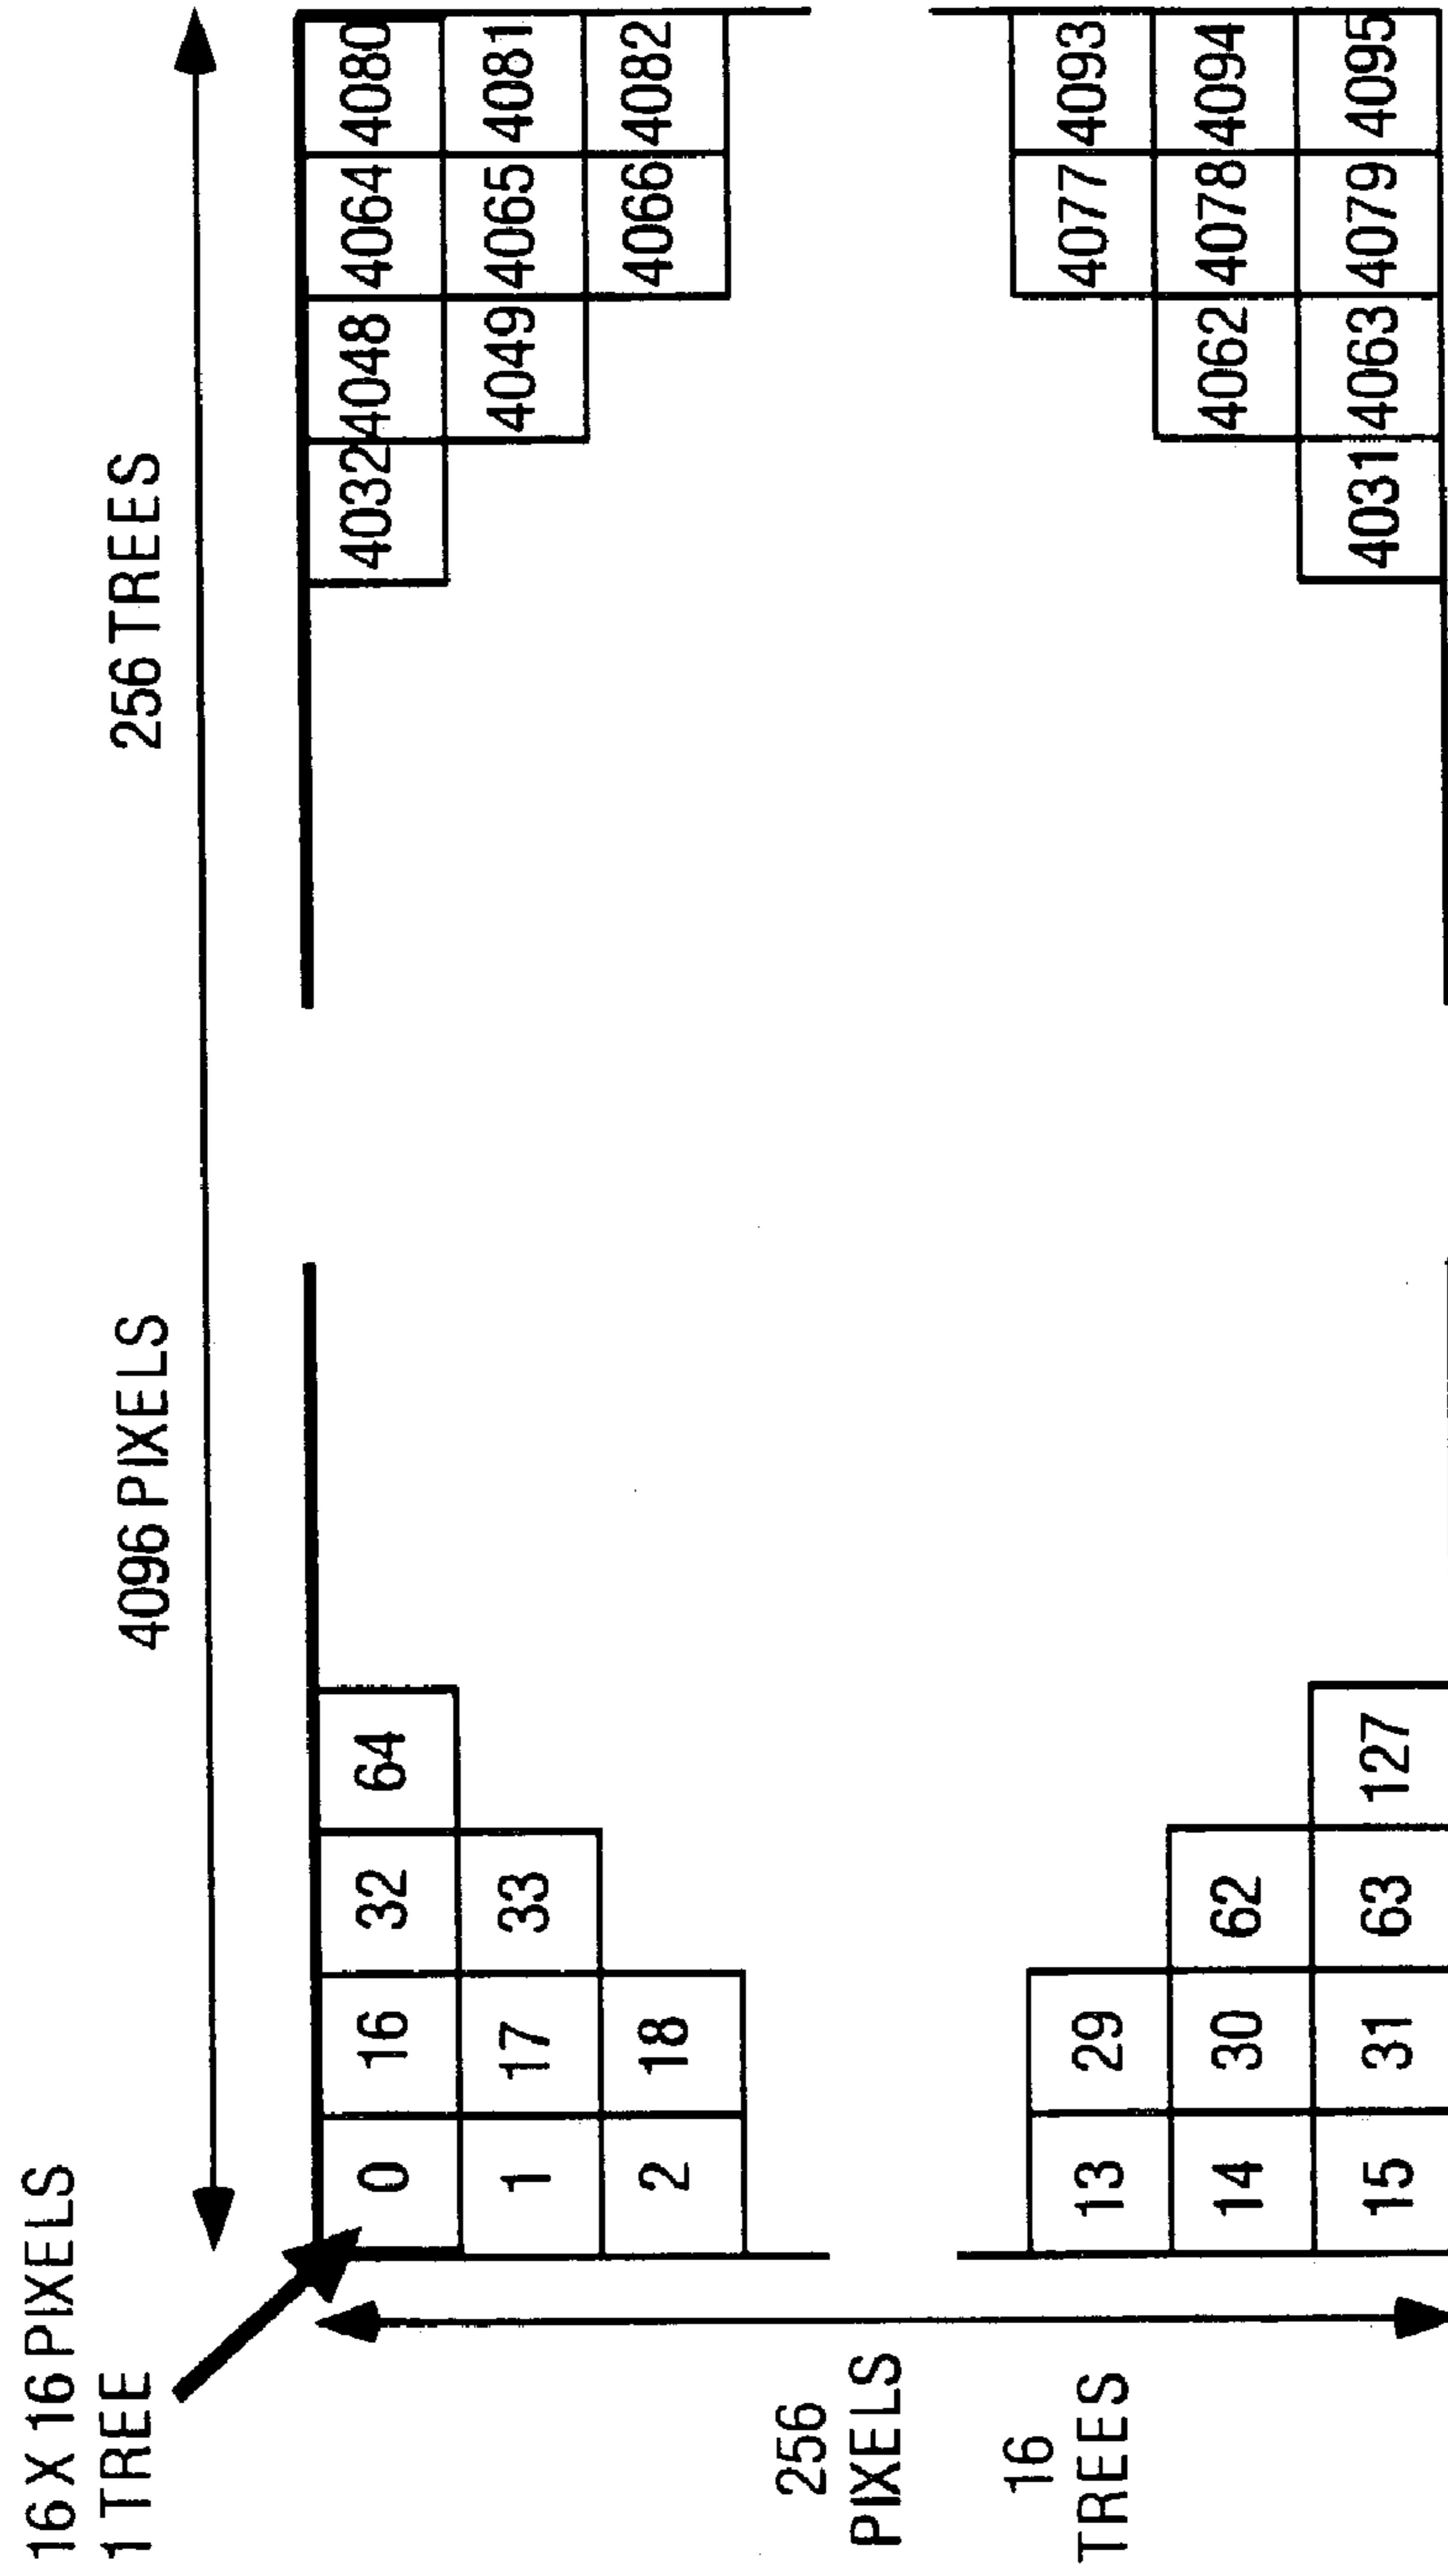 16 X 16 PIXELS
1 TREE
4096 PIXELS
256 TREES
256
PIXELS
16
TREES
0 16 32 64
1 17 33
2 18
13 29
14 30 62
15 31 63 127
4032 4048 4064 4080
4049 4065 4081
4066 4082
4077 4093
4062 4078 4094
4031 4063 4079 4095